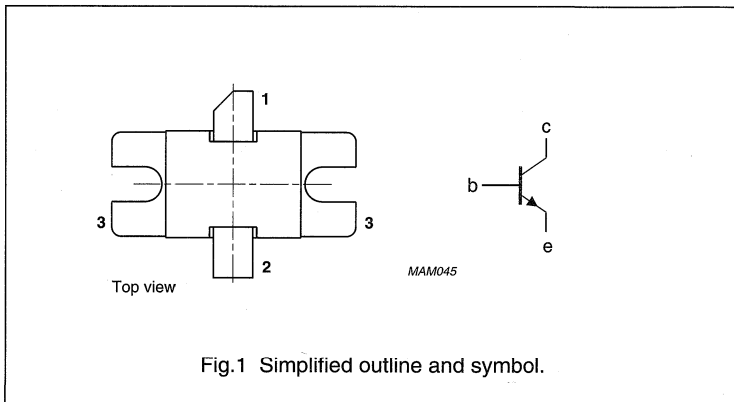 1
c
b
3
3
e
2
MAM045
Top view
Fig.1 Simplified outline and symbol.